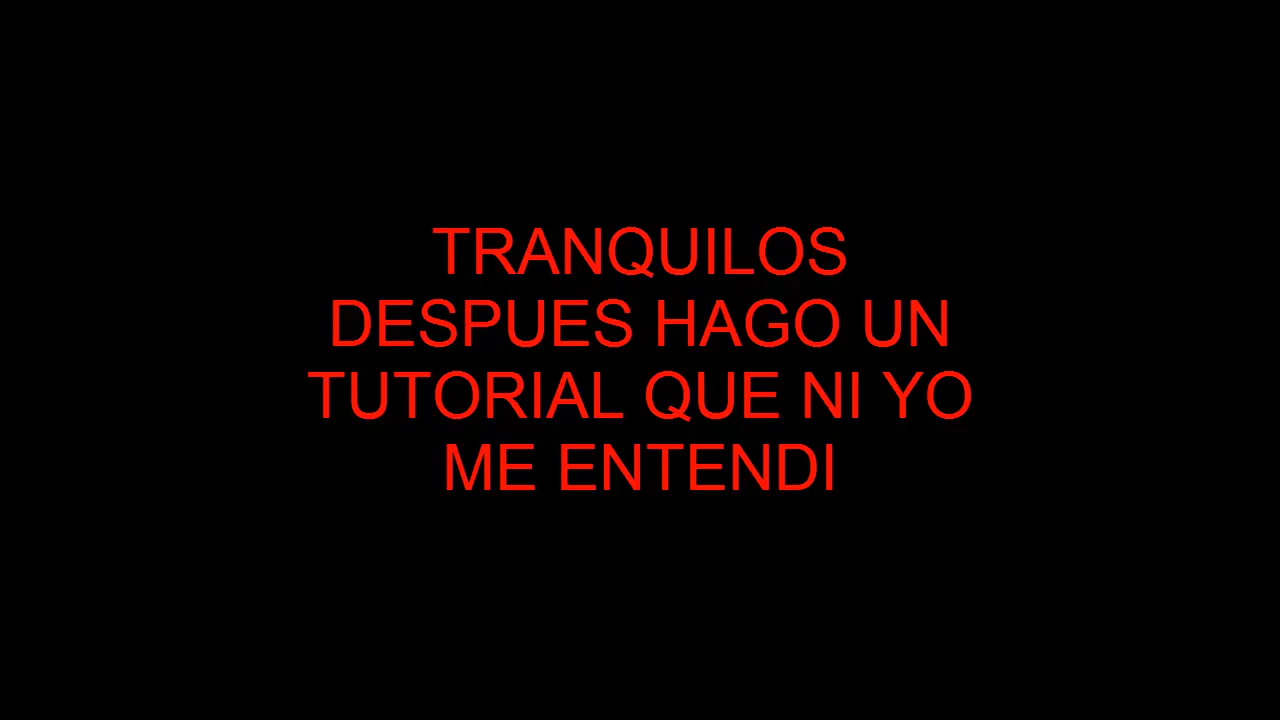 TRANQUILOS
DESPUES HAGO UN
TUTORIAL QUE NI YO
ME ENTENDI